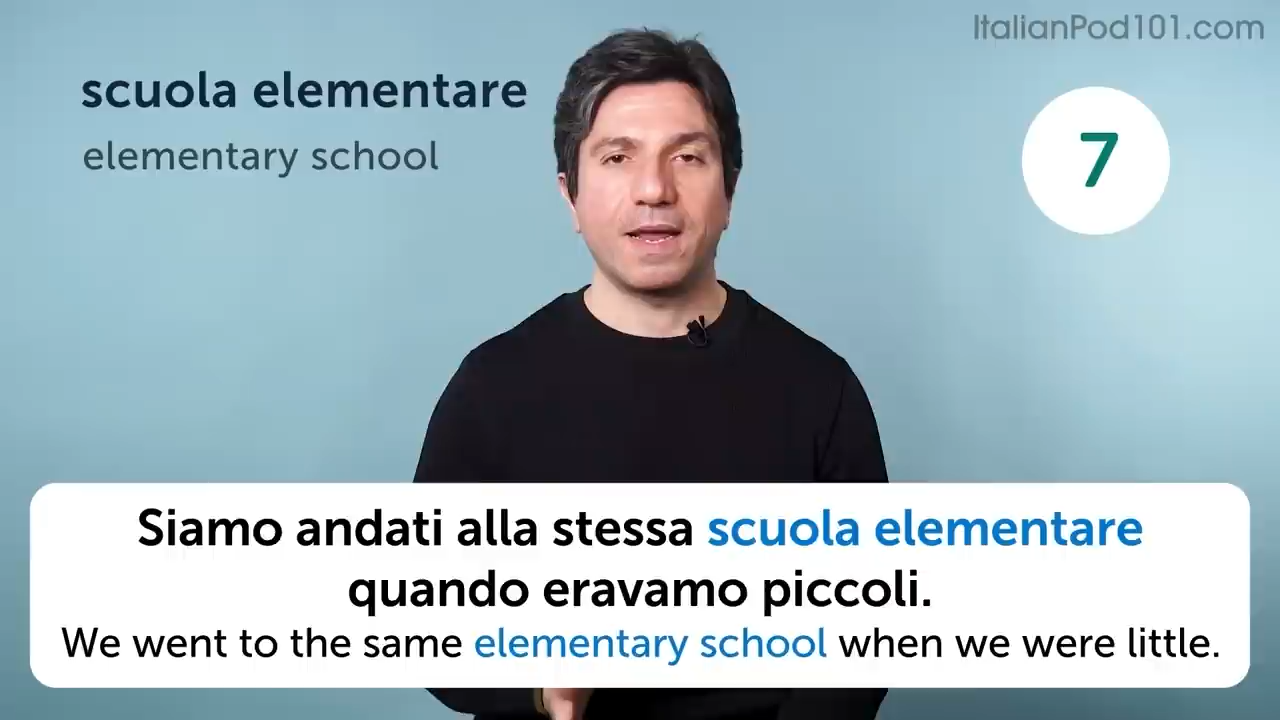 ItalianPod101.com
scuola elementare
elementary school
7
Siamo andati alla stessa scuola elementare
quando eravamo piccoli.
We went to the same elementary school when we were little.